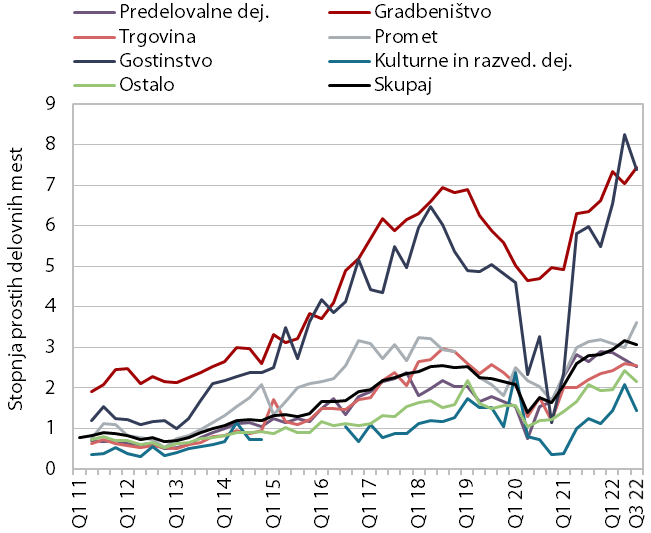 Predelovalne dej.
Gradbeništvo
Trgovina
Promet
Gostinstvo
Kulturne in razved. dej.
Ostalo
Skupaj
Stopnja prostih delovnih mest
9
8
7
6
5
4
3
2
1
0
Q1 11
Q1 12
Q1 13
Q1 14
Q1 15
Q1 16
Q1 17
Q1 18
Q1 19
Q1 20
Q1 21
Q1 22
Q3 22